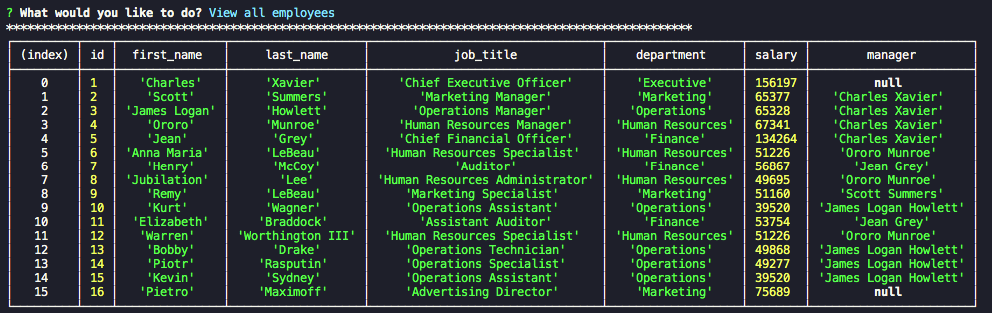 ? What would you like to do? View all employees
************************************************************************************************
(index) id first_name last_name job_title department salary manager
0 1 'Charles' 'Xavier' 'Chief Executive Officer' 'Executive' 156197 null
1 2 'Scott' 'Summers' 'Marketing Manager' 'Marketing' 65377 'Charles Xavier'
2 3 'James Logan' 'Howlett' 'Operations Manager' 'Operations' 65328 'Charles Xavier'
3 4 'Ororo' 'Munroe' 'Human Resources Manager' 'Human Resources' 67341 'Charles Xavier'
4 5 'Jean' 'Grey' 'Chief Financial Officer' 'Finance' 134264 'Charles Xavier'
5 6 'Anna Maria' 'LeBeau' 'Human Resources Specialist' 'Human Resources' 51226 'Ororo Munroe'
6 7 'Henry' 'McCoy' 'Auditor' 'Finance' 56867 'Jean Grey'
7 8 'Jubilation' 'Lee' 'Human Resources Administrator' 'Human Resources' 49695 'Ororo Munroe'
8 9 'Remy' 'LeBeau' 'Marketing Specialist' 'Marketing' 51160 'Scott Summers'
9 10 'Kurt' 'Wagner' 'Operations Assistant' 'Operations' 39520 'James Logan Howlett'
10 11 'Elizabeth' 'Braddock' 'Assistant Auditor' 'Finance' 53754 'Jean Grey'
11 12 'Warren' 'Worthington III' 'Human Resources Specialist' 'Human Resources' 51226 'Ororo Munroe'
12 13 'Bobby' 'Drake' 'Operations Technician' 'Operations' 49868 'James Logan Howlett'
13 14 'Piotr' 'Rasputin' 'Operations Specialist' 'Operations' 49277 'James Logan Howlett'
14 15 'Kevin' 'Sydney' 'Operations Assistant' 'Operations' 39520 'James Logan Howlett'
15 16 'Pietro' 'Maximoff' 'Advertising Director' 'Marketing' 75689 null